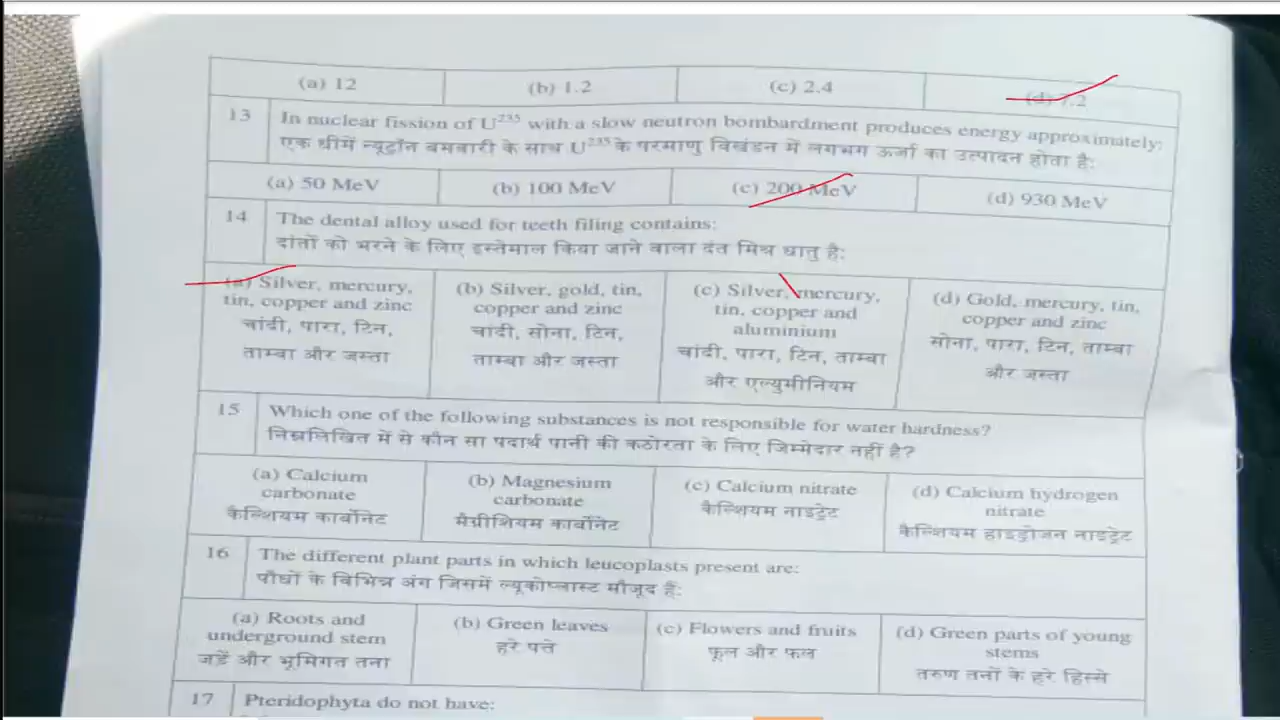 (a) 12 (b) 1.2 (c) 2.4 (d) 7.2
13 In nuclear fission of U²³⁵ with a slow neutron bombardment produces energy approximately:
एक धीमें न्यूट्रॉन बमबारी के साथ U²³⁵ के परमाणु विखंडन में लगभग ऊर्जा का उत्पादन होता है:
(a) 50 MeV (b) 100 MeV (c) 200 MeV (d) 930 MeV
14 The dental alloy used for teeth filing contains:
दांतों को भरने के लिए इस्तेमाल किया जाने वाला दंत मिश्र धातु है:
(a) Silver, mercury,
tin, copper and zinc
चांदी, पारा, टिन,
ताम्बा और जस्ता
(b) Silver, gold, tin,
copper and zinc
चांदी, सोना, टिन,
ताम्बा और जस्ता
(c) Silver, mercury,
tin, copper and
aluminium
चांदी, पारा, टिन, ताम्बा
और एल्युमीनियम
(d) Gold, mercury, tin,
copper and zinc
सोना, पारा, टिन, ताम्बा
और जस्ता
15 Which one of the following substances is not responsible for water hardness?
निम्नलिखित में से कौन सा पदार्थ पानी की कठोरता के लिए जिम्मेदार नहीं है?
(a) Calcium
carbonate
कैल्शियम कार्बोनेट
(b) Magnesium
carbonate
मैग्नीशियम कार्बोनेट
(c) Calcium nitrate
कैल्शियम नाइट्रेट
(d) Calcium hydrogen
nitrate
कैल्शियम हाइड्रोजन नाइट्रेट
16 The different plant parts in which leucoplasts present are:
पौधों के विभिन्न अंग जिसमें ल्यूकोप्लास्ट मौजूद हैं:
(a) Roots and
underground stem
जड़ें और भूमिगत तना
(b) Green leaves
हरे पत्ते
(c) Flowers and fruits
फूल और फल
(d) Green parts of young
stems
तरुण तनों के हरे हिस्से
17 Pteridophyta do not have: